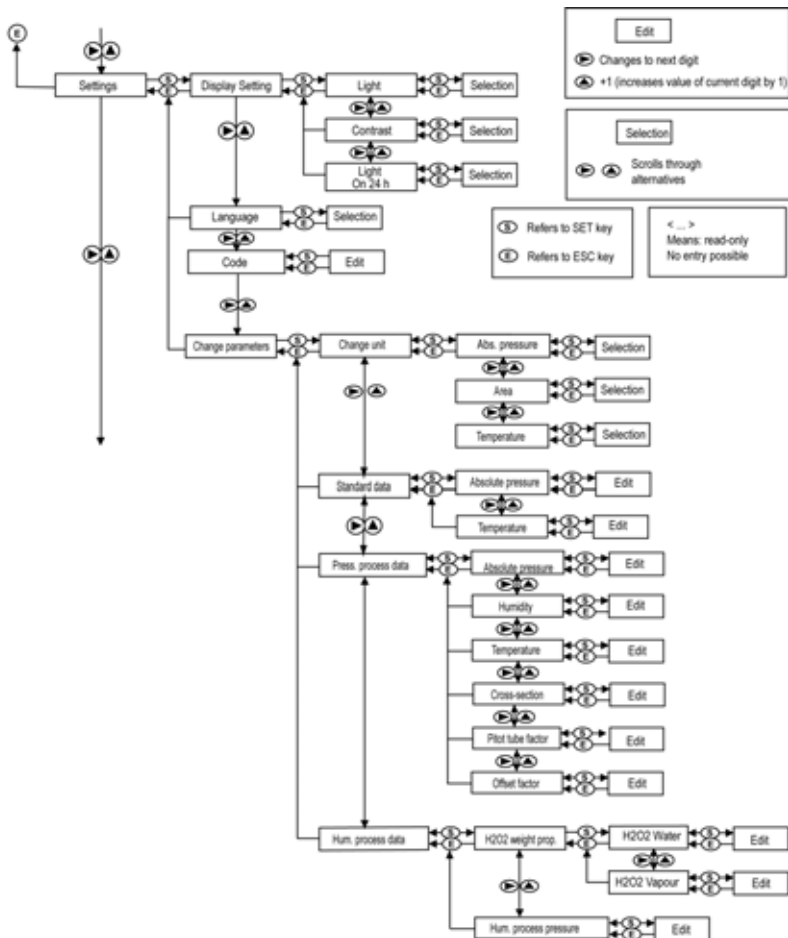 E
Edit
Changes to next digit
+1 (increases value of current digit by 1)
Settings
S
E
Display Setting
S
E
Light
S
E
Selection
Contrast
S
E
Selection
Selection
Scrolls through
alternatives
Light
On 24 h
S
E
Selection
Language
S
E
Selection
S Refers to SET key
E Refers to ESC key
< ... >
Means: read-only
No entry possible
Code
S
E
Edit
Change parameters
S
E
Change unit
S
E
Abs. pressure
S
E
Selection
Area
S
E
Selection
Temperature
S
E
Selection
Standard data
S
E
Absolute pressure
S
E
Edit
Temperature
S
E
Edit
Press. process data
S
E
Absolute pressure
S
E
Edit
Humidity
S
E
Edit
Temperature
S
E
Edit
Cross-section
S
E
Edit
Pitot tube factor
S
E
Edit
Offset factor
S
E
Edit
Hum. process data
S
E
H2O2 weight prop.
S
E
H2O2 Water
S
E
Edit
H2O2 Vapour
S
E
Edit
Hum. process pressure
S
E
Edit